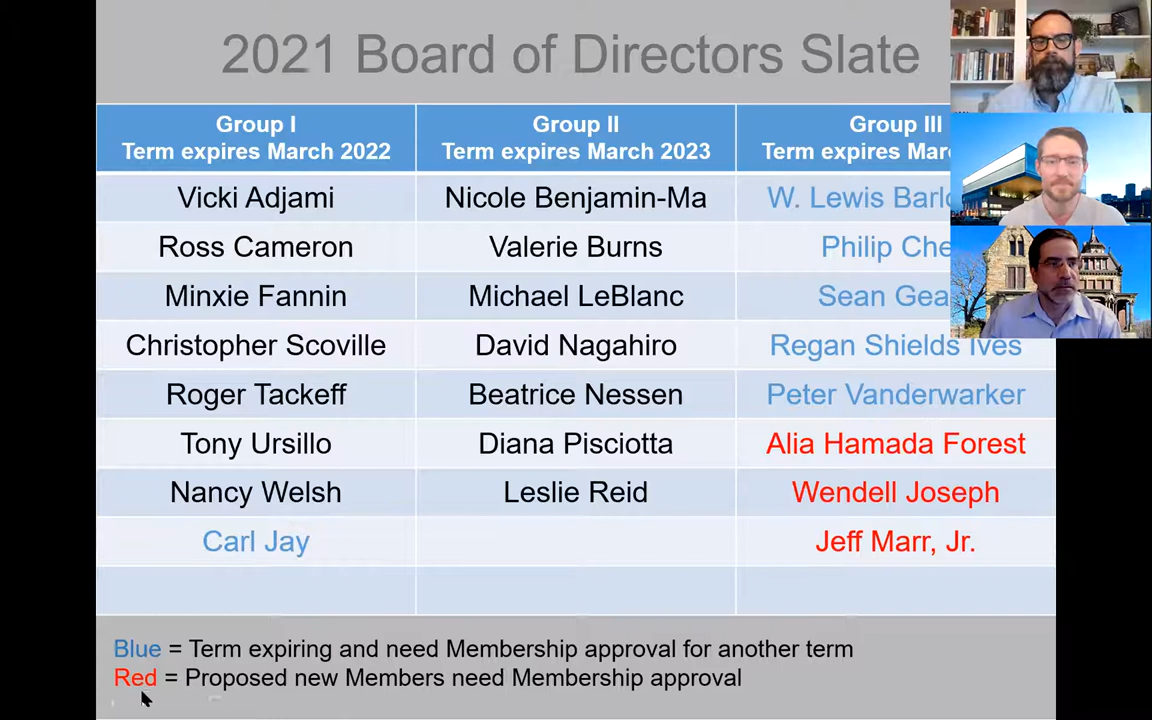 2021 Board of Directors Slate
Group I Group II Group III
Term expires March 2022 Term expires March 2023 Term expires
Vicki Adjami Nicole Benjamin-Ma W. Lewis
Ross Cameron Valerie Burns Philip
Minxie Fannin Michael LeBlanc Sean
Christopher Scoville David Nagahiro Regan Shields Ives
Roger Tackeff Beatrice Nessen Peter Vanderwarker
Tony Ursillo Diana Pisciotta Alia Hamada Forest
Nancy Welsh Leslie Reid Wendell Joseph
Carl Jay Jeff Marr, Jr.
Blue = Term expiring and need Membership approval for another term
Red = Proposed new Members need Membership approval